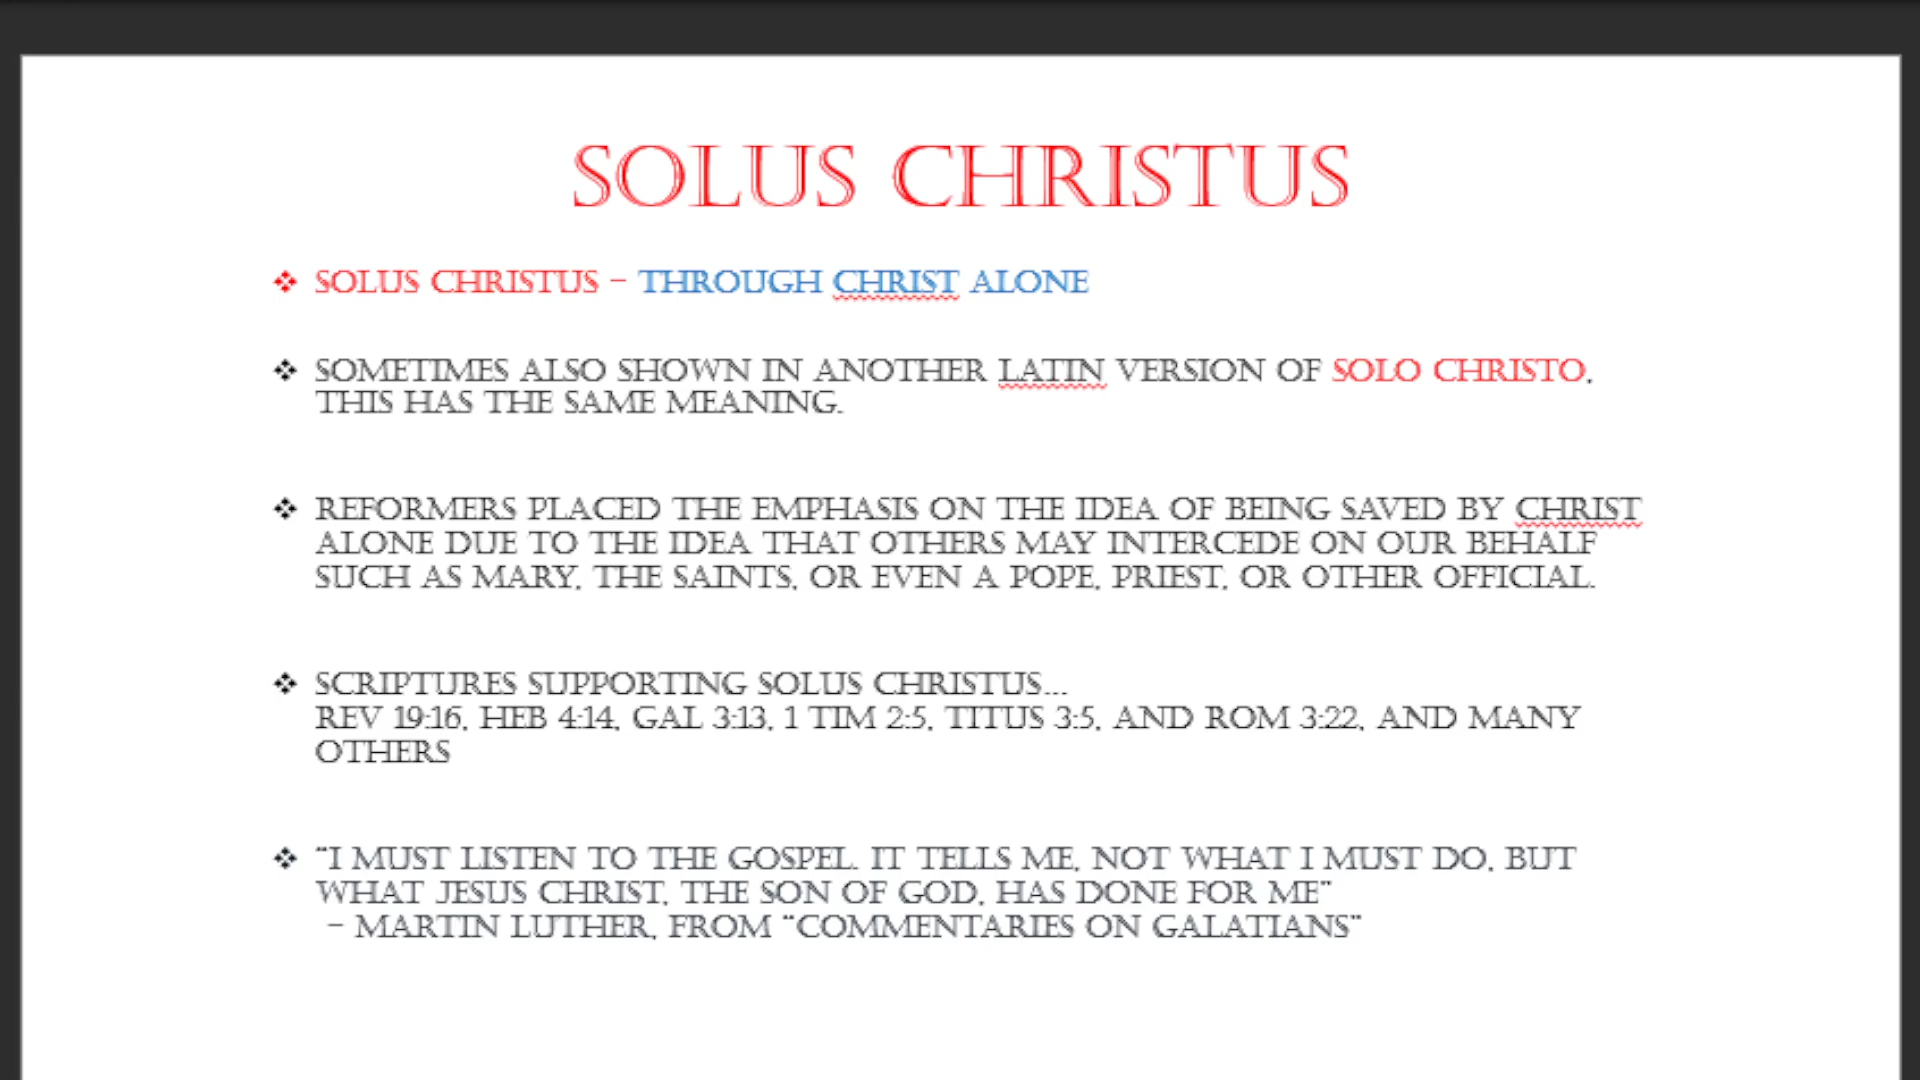 SOLUS CHRISTUS
❖ SOLUS CHRISTUS – THROUGH CHRIST ALONE
❖ SOMETIMES ALSO SHOWN IN ANOTHER LATIN VERSION OF SOLO CHRISTO,
THIS HAS THE SAME MEANING.
❖ REFORMERS PLACED THE EMPHASIS ON THE IDEA OF BEING SAVED BY CHRIST
ALONE DUE TO THE IDEA THAT OTHERS MAY INTERCEDE ON OUR BEHALF
SUCH AS MARY, THE SAINTS, OR EVEN A POPE, PRIEST, OR OTHER OFFICIAL.
❖ SCRIPTURES SUPPORTING SOLUS CHRISTUS…
REV 19:16, HEB 4:14, GAL 3:13, 1 TIM 2:5, TITUS 3:5, AND ROM 3:22, AND MANY
OTHERS
❖ "I MUST LISTEN TO THE GOSPEL. IT TELLS ME, NOT WHAT I MUST DO, BUT
WHAT JESUS CHRIST, THE SON OF GOD, HAS DONE FOR ME"
– MARTIN LUTHER, FROM "COMMENTARIES ON GALATIANS"